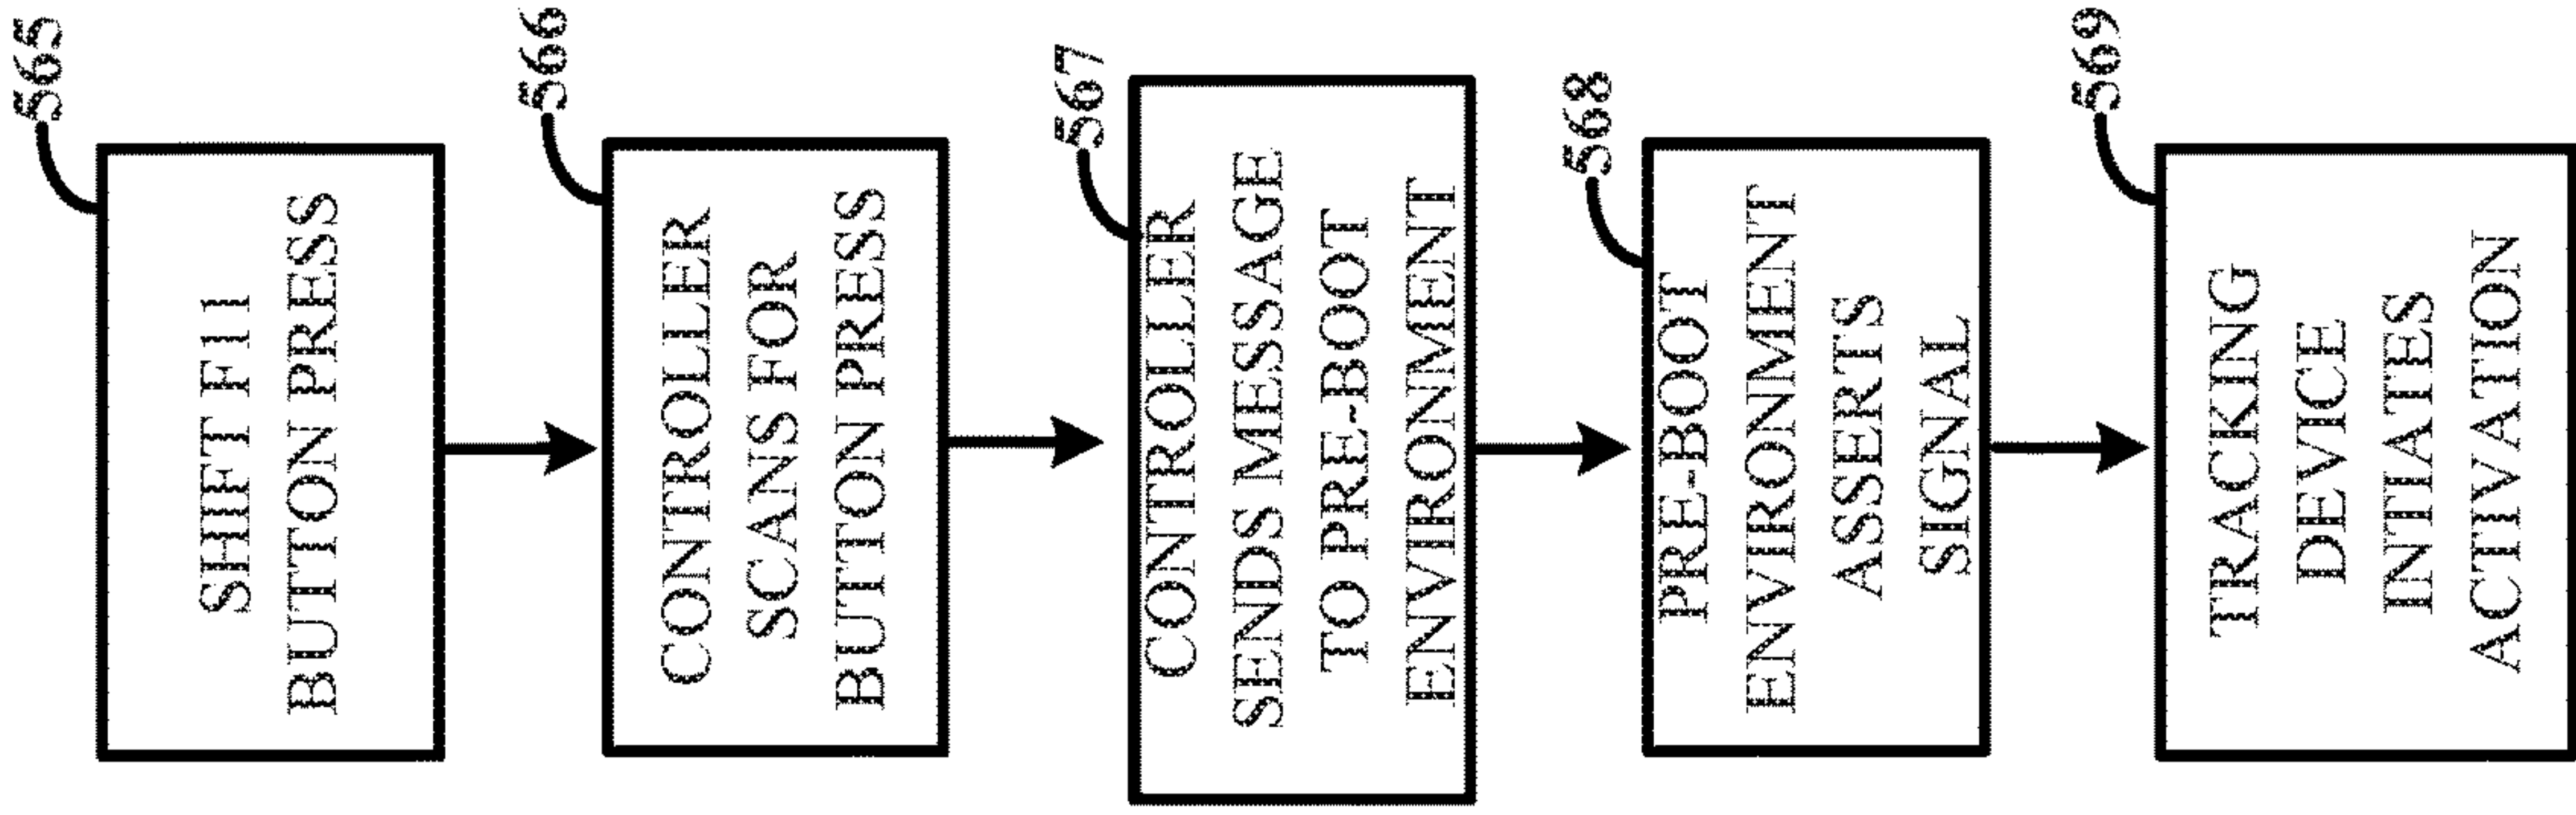 565
SHIFT F11
BUTTON PRESS
566
CONTROLLER
SCANS FOR
BUTTON PRESS
567
CONTROLLER
SENDS MESSAGE
TO PRE-BOOT
ENVIRONMENT
568
PRE-BOOT
ENVIRONMENT
ASSERTS
SIGNAL
569
TRACKING
DEVICE
INTIATES
ACTIVATION